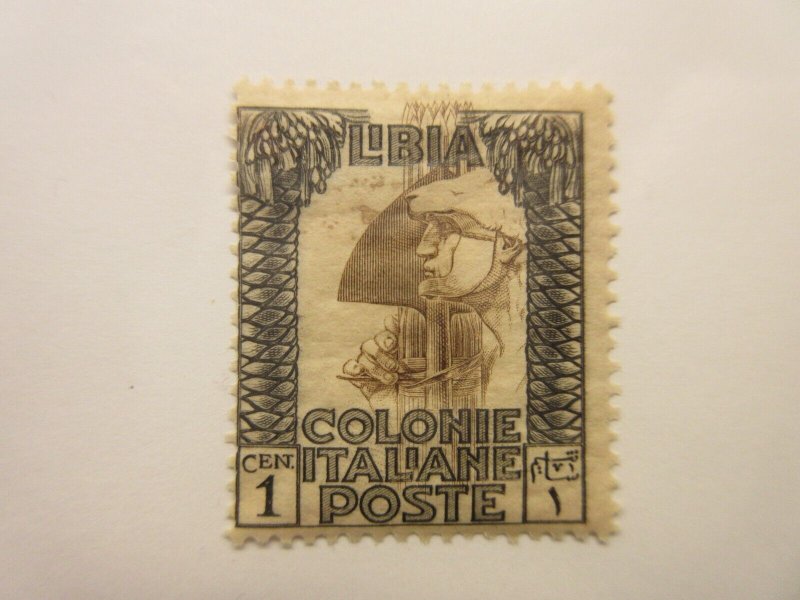 LIBIA
COLONIE
ITALIANE
POSTE
CEN.
1
١